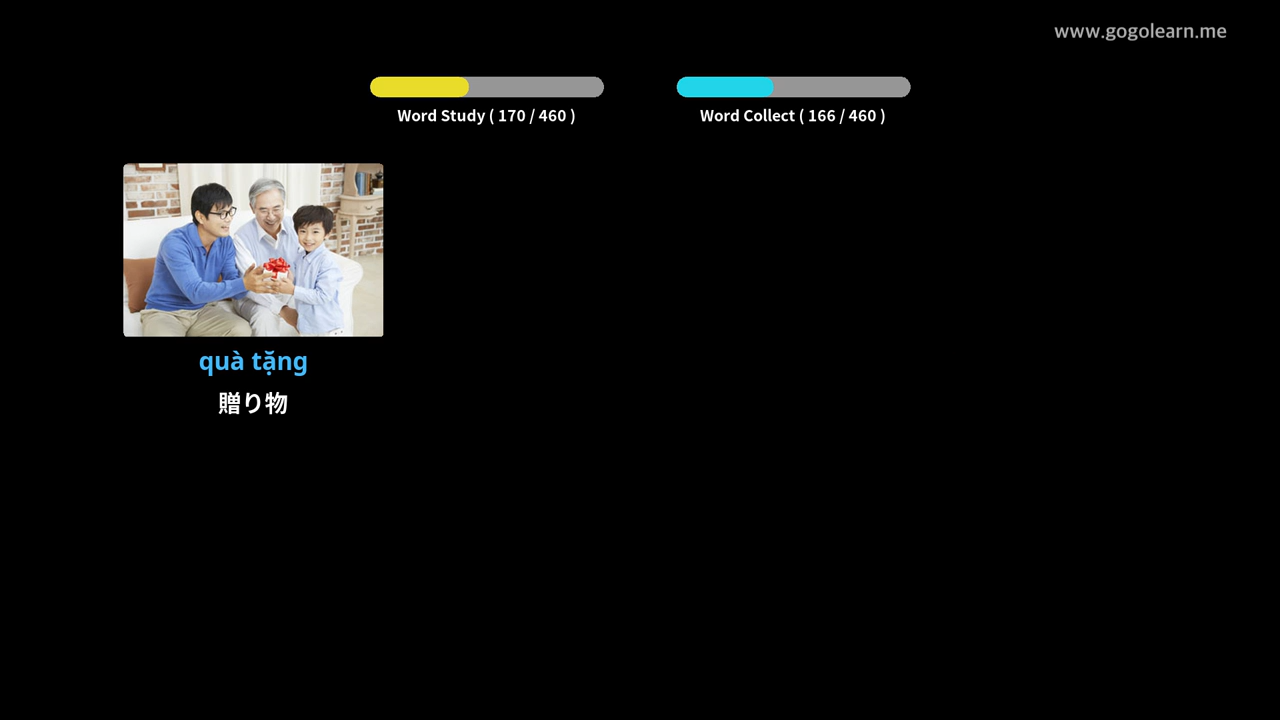 www.gogolearn.me
Word Study ( 170 / 460 )
Word Collect ( 166 / 460 )
quà tặng
贈り物